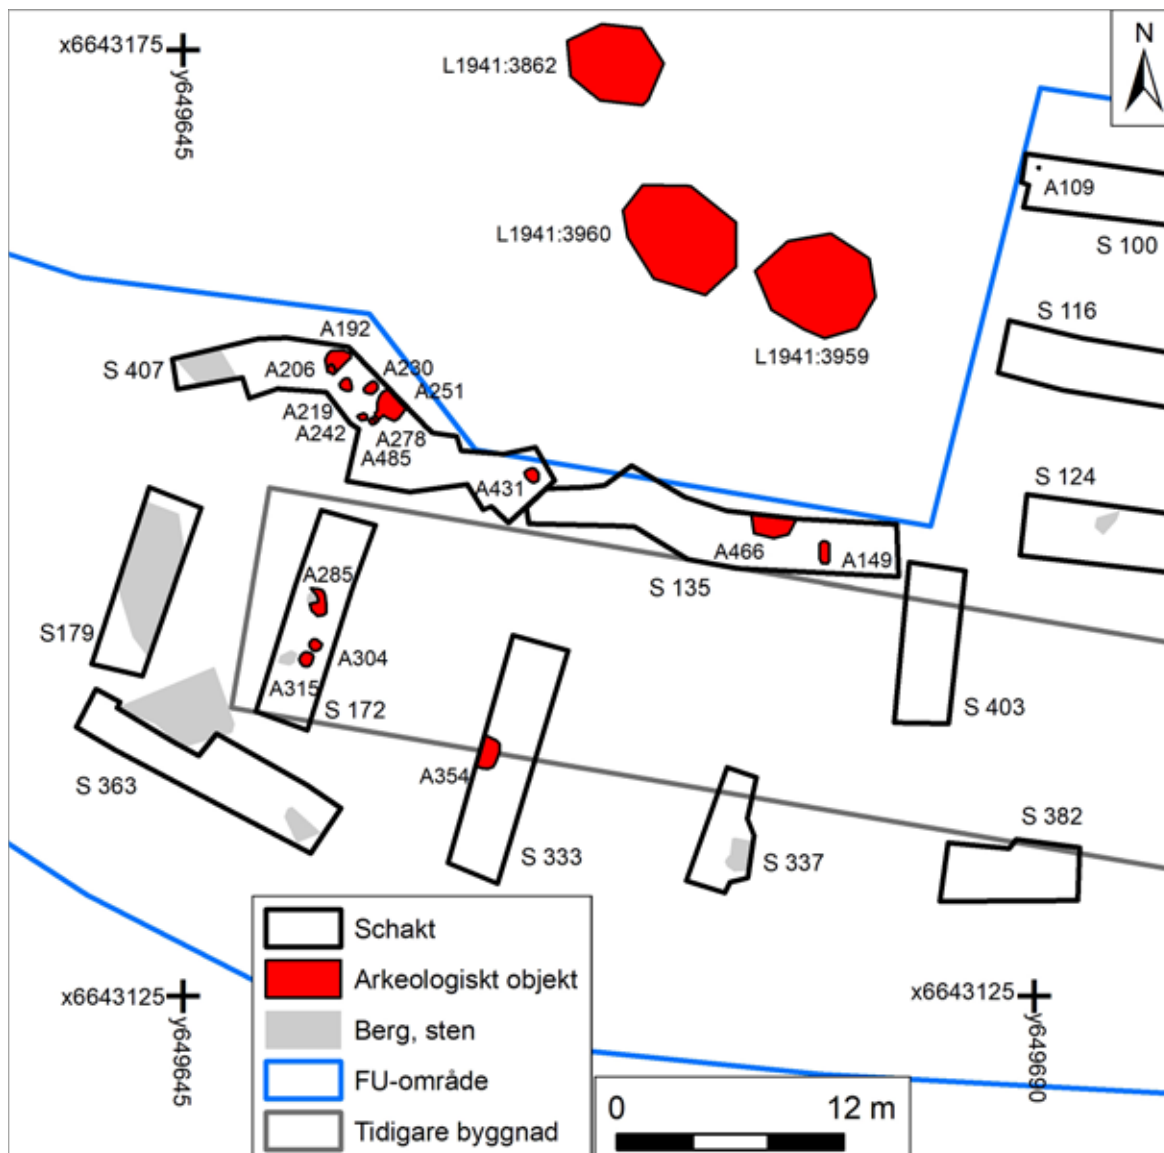 x6643175
y649645
L1941:3862
N
A109
L1941:3960
S 100
S 116
L1941:3959
A192
S 407
A206
A230
A251
A219
A242
A278
A485
A431
S 124
A466
A149
A285
S 135
S179
A304
A315
S 172
S 403
A354
S 363
S 382
S 333
S 337
Schakt
Arkeologiskt objekt
Berg, sten
FU-område
Tidigare byggnad
x6643125
y649645
x6643125
y649690
0
12 m